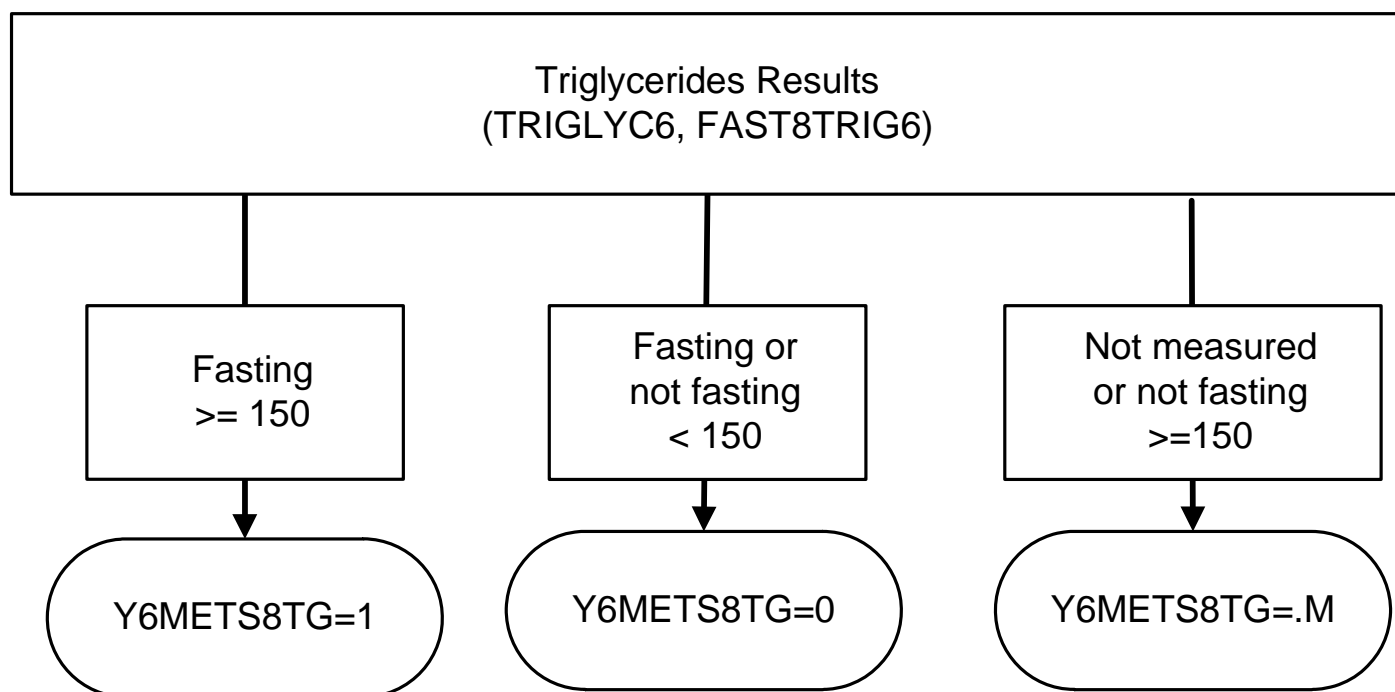 Triglycerides Results
(TRIGLYC6, FAST8TRIG6)
Fasting
>= 150
Fasting or
not fasting
< 150
Not measured
or not fasting
>=150
Y6METS8TG=1
Y6METS8TG=0
Y6METS8TG=.M